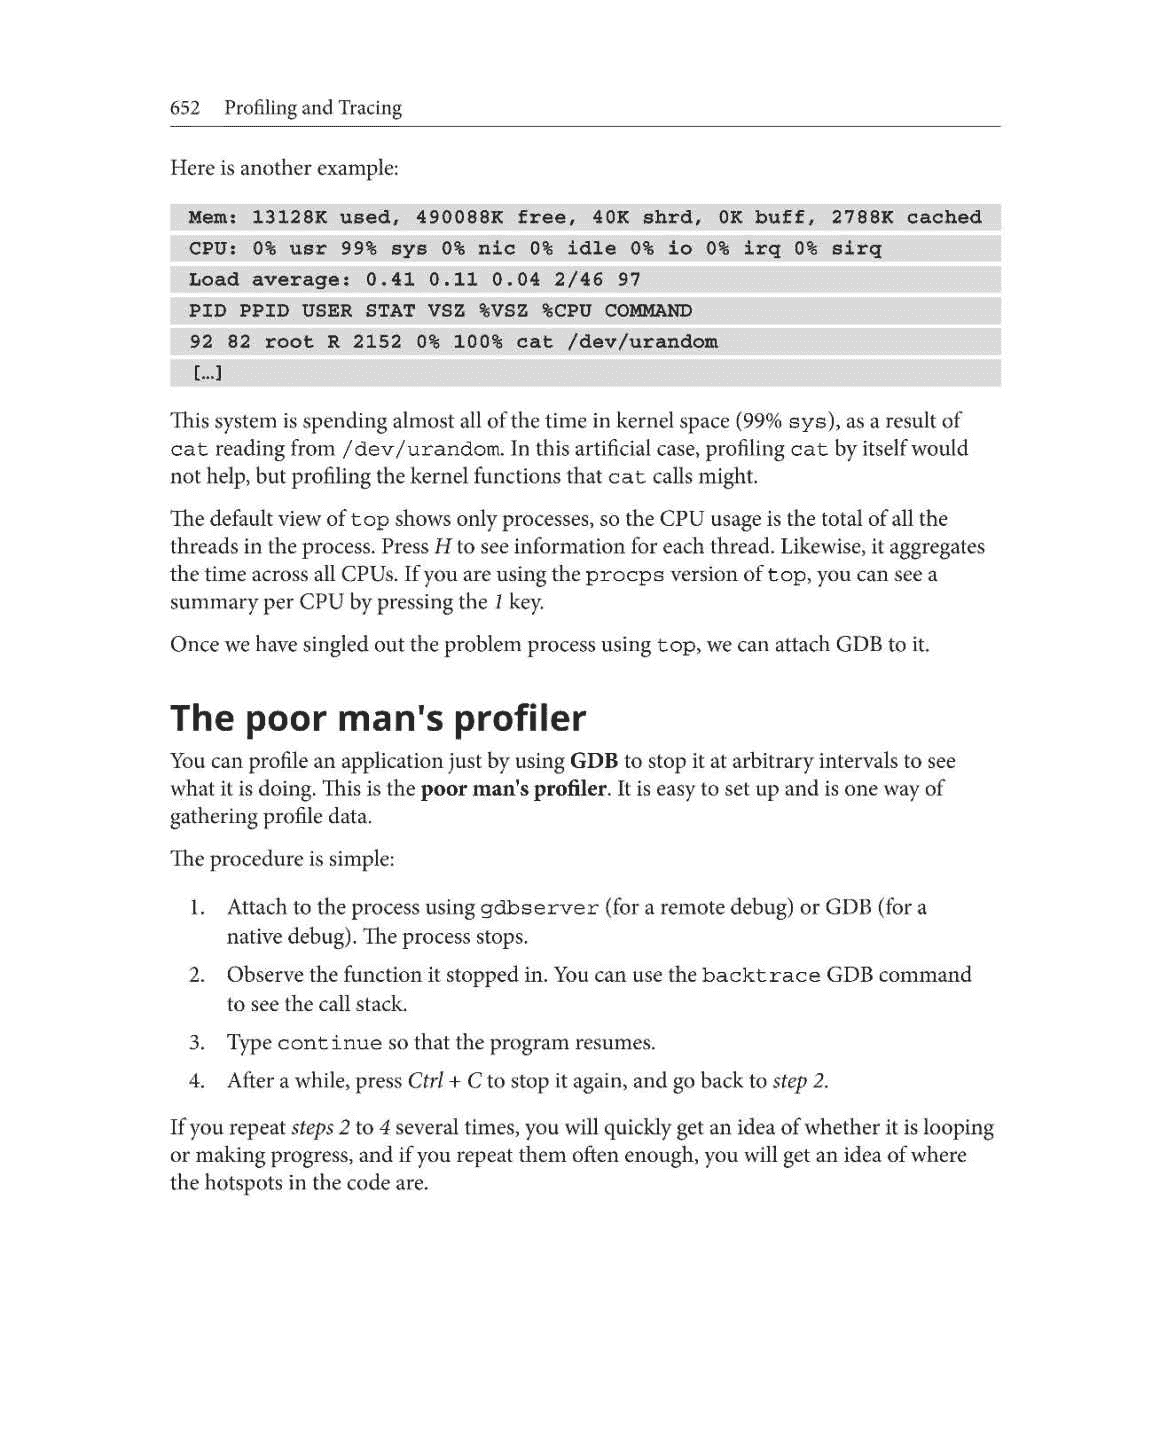 652 Profiling and Tracing
Here is another example:
Mem: 13128K used, 490088K free, 40K shrd, 0K buff, 2788K cached
CPU: 0% usr 99% sys 0% nic 0% idle 0% io 0% irq 0% sirq
Load average: 0.41 0.11 0.04 2/46 97
PID PPID USER STAT VSZ %VSZ %CPU COMMAND
92 82 root R 2152 0% 100% cat /dev/urandom
[…]
This system is spending almost all of the time in kernel space (99% sys), as a result of
cat reading from /dev/urandom. In this artificial case, profiling cat by itself would
not help, but profiling the kernel functions that cat calls might.
The default view of top shows only processes, so the CPU usage is the total of all the
threads in the process. Press H to see information for each thread. Likewise, it aggregates
the time across all CPUs. If you are using the procps version of top, you can see a
summary per CPU by pressing the 1 key.
Once we have singled out the problem process using top, we can attach GDB to it.
The poor man's profiler
You can profile an application just by using GDB to stop it at arbitrary intervals to see
what it is doing. This is the poor man's profiler. It is easy to set up and is one way of
gathering profile data.
The procedure is simple:
1. Attach to the process using gdbserver (for a remote debug) or GDB (for a
native debug). The process stops.
2. Observe the function it stopped in. You can use the backtrace GDB command
to see the call stack.
3. Type continue so that the program resumes.
4. After a while, press Ctrl + C to stop it again, and go back to step 2.
If you repeat steps 2 to 4 several times, you will quickly get an idea of whether it is looping
or making progress, and if you repeat them often enough, you will get an idea of where
the hotspots in the code are.